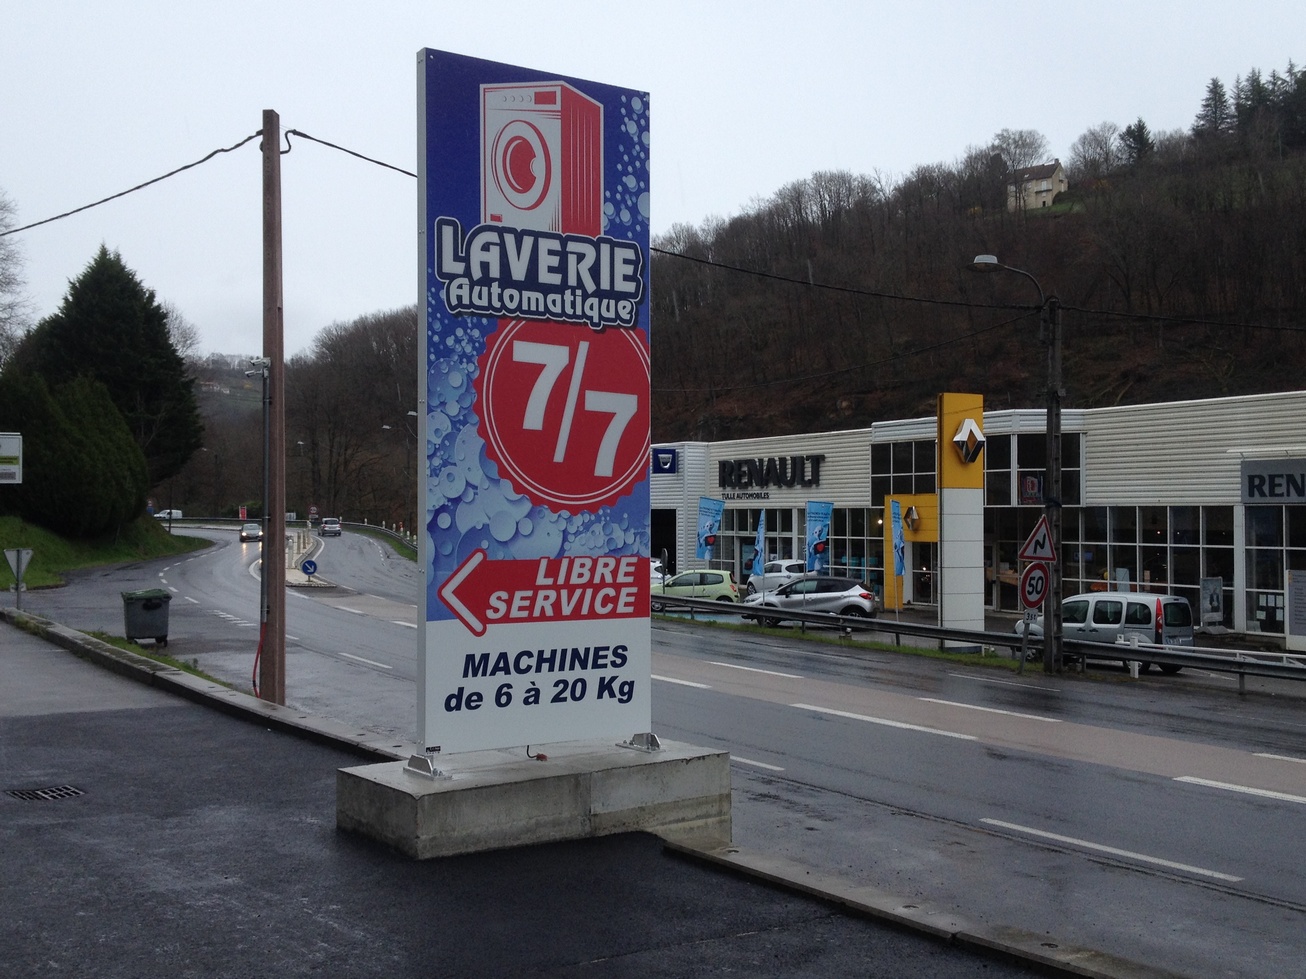 LAVERIE
Automatique
7/7
LIBRE
SERVICE
MACHINES
de 6 à 20 Kg
RENAULT
TULLE AUTOMOBILES
REN
50